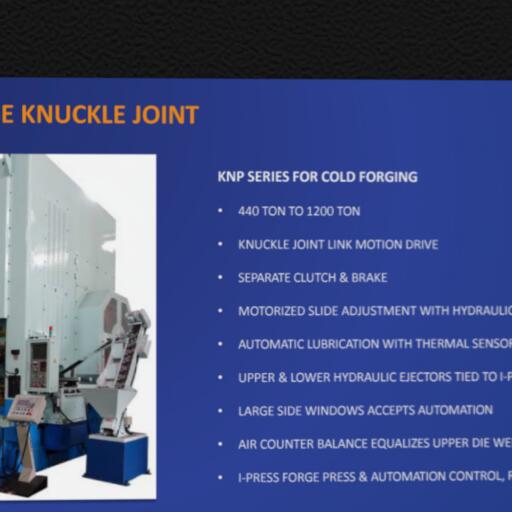 E KNUCKLE JOINT
KNP SERIES FOR COLD FORGING
• 440 TON TO 1200 TON
• KNUCKLE JOINT LINK MOTION DRIVE
• SEPARATE CLUTCH & BRAKE
• MOTORIZED SLIDE ADJUSTMENT WITH HYDRAULIC
• AUTOMATIC LUBRICATION WITH THERMAL SENSOR
• UPPER & LOWER HYDRAULIC EJECTORS TIED TO I-P
• LARGE SIDE WINDOWS ACCEPTS AUTOMATION
• AIR COUNTER BALANCE EQUALIZES UPPER DIE WE
• I-PRESS FORGE PRESS & AUTOMATION CONTROL,